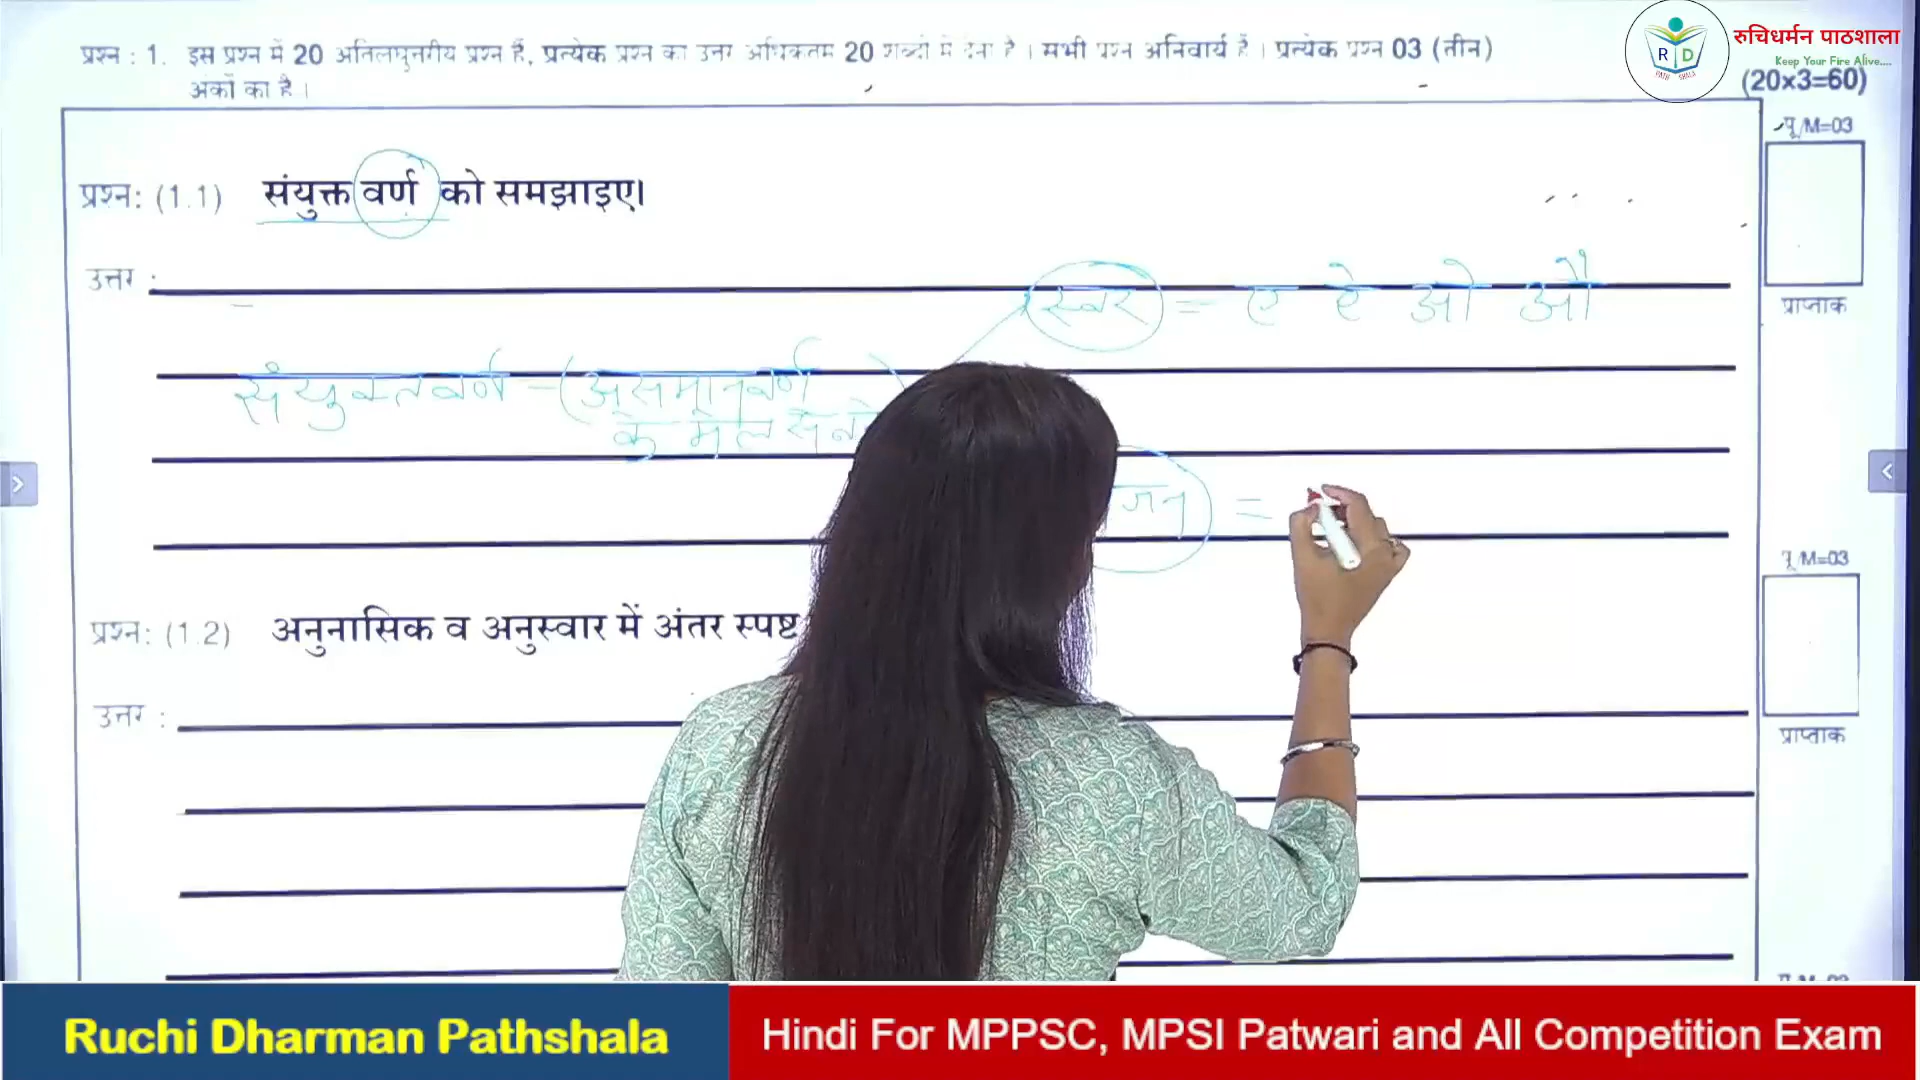 प्रश्न : 1. इस प्रश्न में 20 अतिलघुत्तरीय प्रश्न हैं, प्रत्येक प्रश्न का उत्तर अधिकतम 20 शब्दों में देना है । सभी प्रश्न अनिवार्य हैं । प्रत्येक प्रश्न 03 (तीन)
अंकों का है ।
(20x3=60)
रुचिधर्मन पाठशाला
Keep Your Fire Alive....
R D
PATH SHALA
पू/M=03
प्रश्न: (1.1) संयुक्त वर्ण को समझाइए।
उत्तर :
स्वर = ए ऐ ओ औ
प्राप्तांक
संयुक्तवर्ण - (असमानवर्ण
के मेल से
जन =
पू/M=03
प्रश्न: (1.2) अनुनासिक व अनुस्वार में अंतर स्पष्ट
उत्तर :
प्राप्तांक
Ruchi Dharman Pathshala
Hindi For MPPSC, MPSI Patwari and All Competition Exam